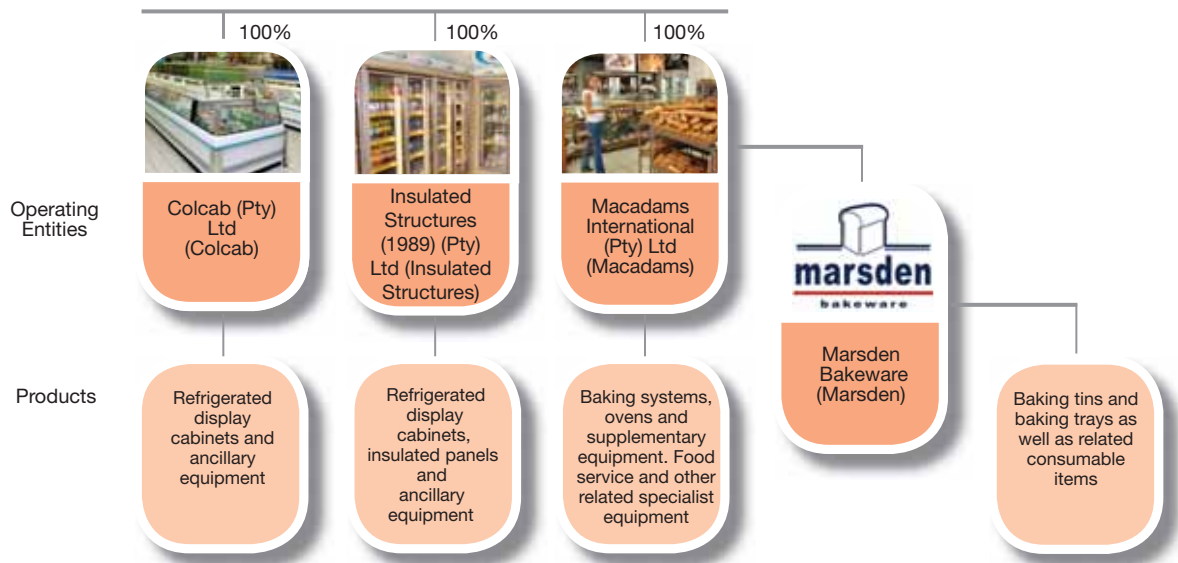 100%
100%
100%
Operating
Entities
Colcab (Pty)
Ltd
(Colcab)
Insulated
Structures
(1989) (Pty)
Ltd (Insulated
Structures)
Macadams
International
(Pty) Ltd
(Macadams)
marsden
bakeware
Marsden
Bakeware
(Marsden)
Products
Refrigerated
display
cabinets and
ancillary
equipment
Refrigerated
display
cabinets,
insulated panels
and
ancillary
equipment
Baking systems,
ovens and
supplementary
equipment. Food
service and other
related specialist
equipment
Baking tins and
baking trays as
well as related
consumable
items